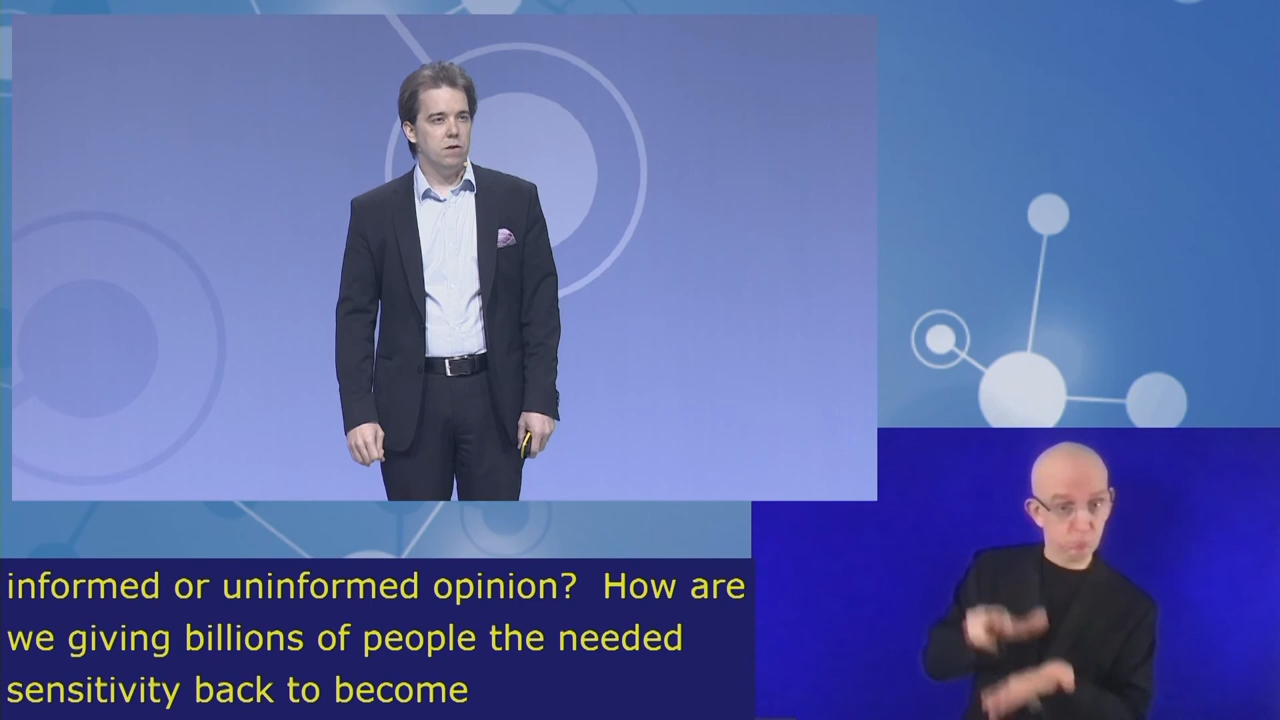 informed or uninformed opinion?  How are
we giving billions of people the needed
sensitivity back to become